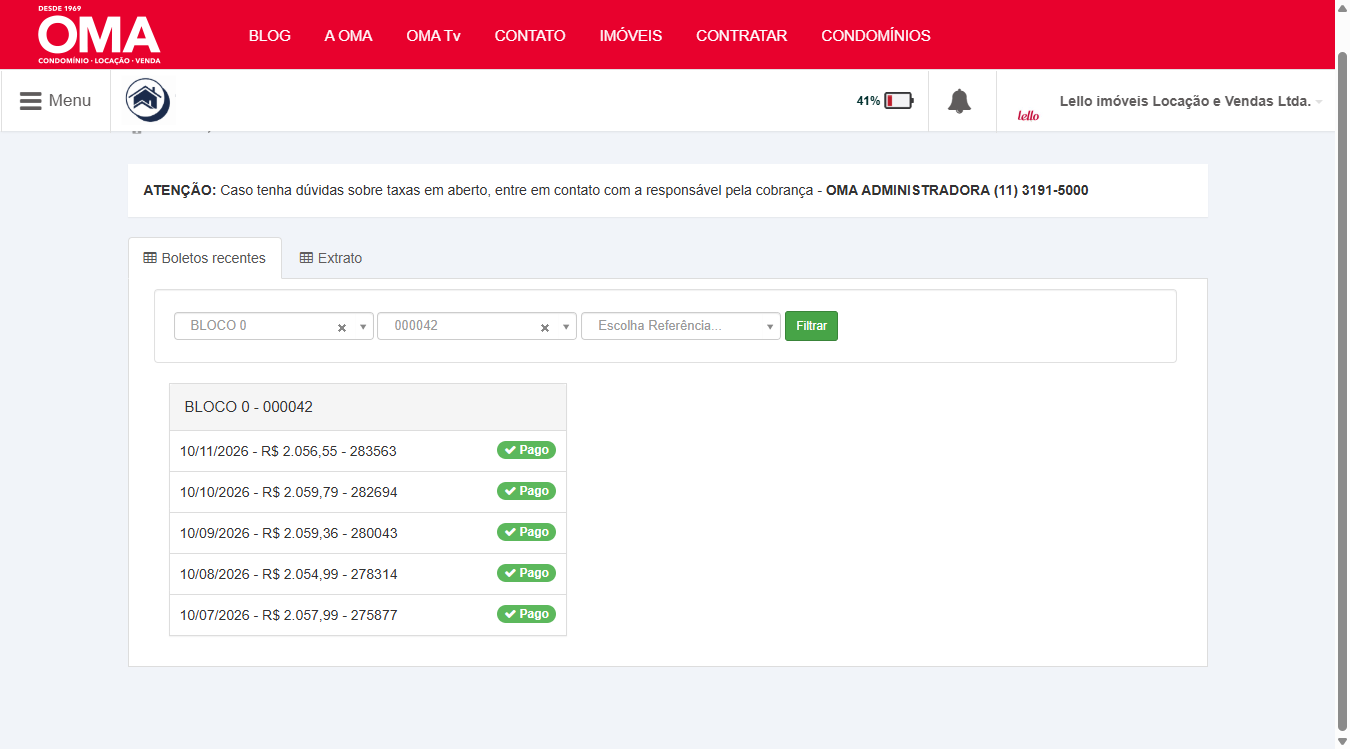 DESDE 1969
OMA
CONDOMÍNIO · LOCAÇÃO · VENDA
BLOG A OMA OMA Tv CONTATO IMÓVEIS CONTRATAR CONDOMÍNIOS
Menu
41%
lello
Lello imóveis Locação e Vendas Ltda.
ATENÇÃO: Caso tenha dúvidas sobre taxas em aberto, entre em contato com a responsável pela cobrança - OMA ADMINISTRADORA (11) 3191-5000
Boletos recentes Extrato
BLOCO 0 × 000042 × Escolha Referência... Filtrar
BLOCO 0 - 000042
10/11/2026 - R$ 2.056,55 - 283563 Pago
10/10/2026 - R$ 2.059,79 - 282694 Pago
10/09/2026 - R$ 2.059,36 - 280043 Pago
10/08/2026 - R$ 2.054,99 - 278314 Pago
10/07/2026 - R$ 2.057,99 - 275877 Pago